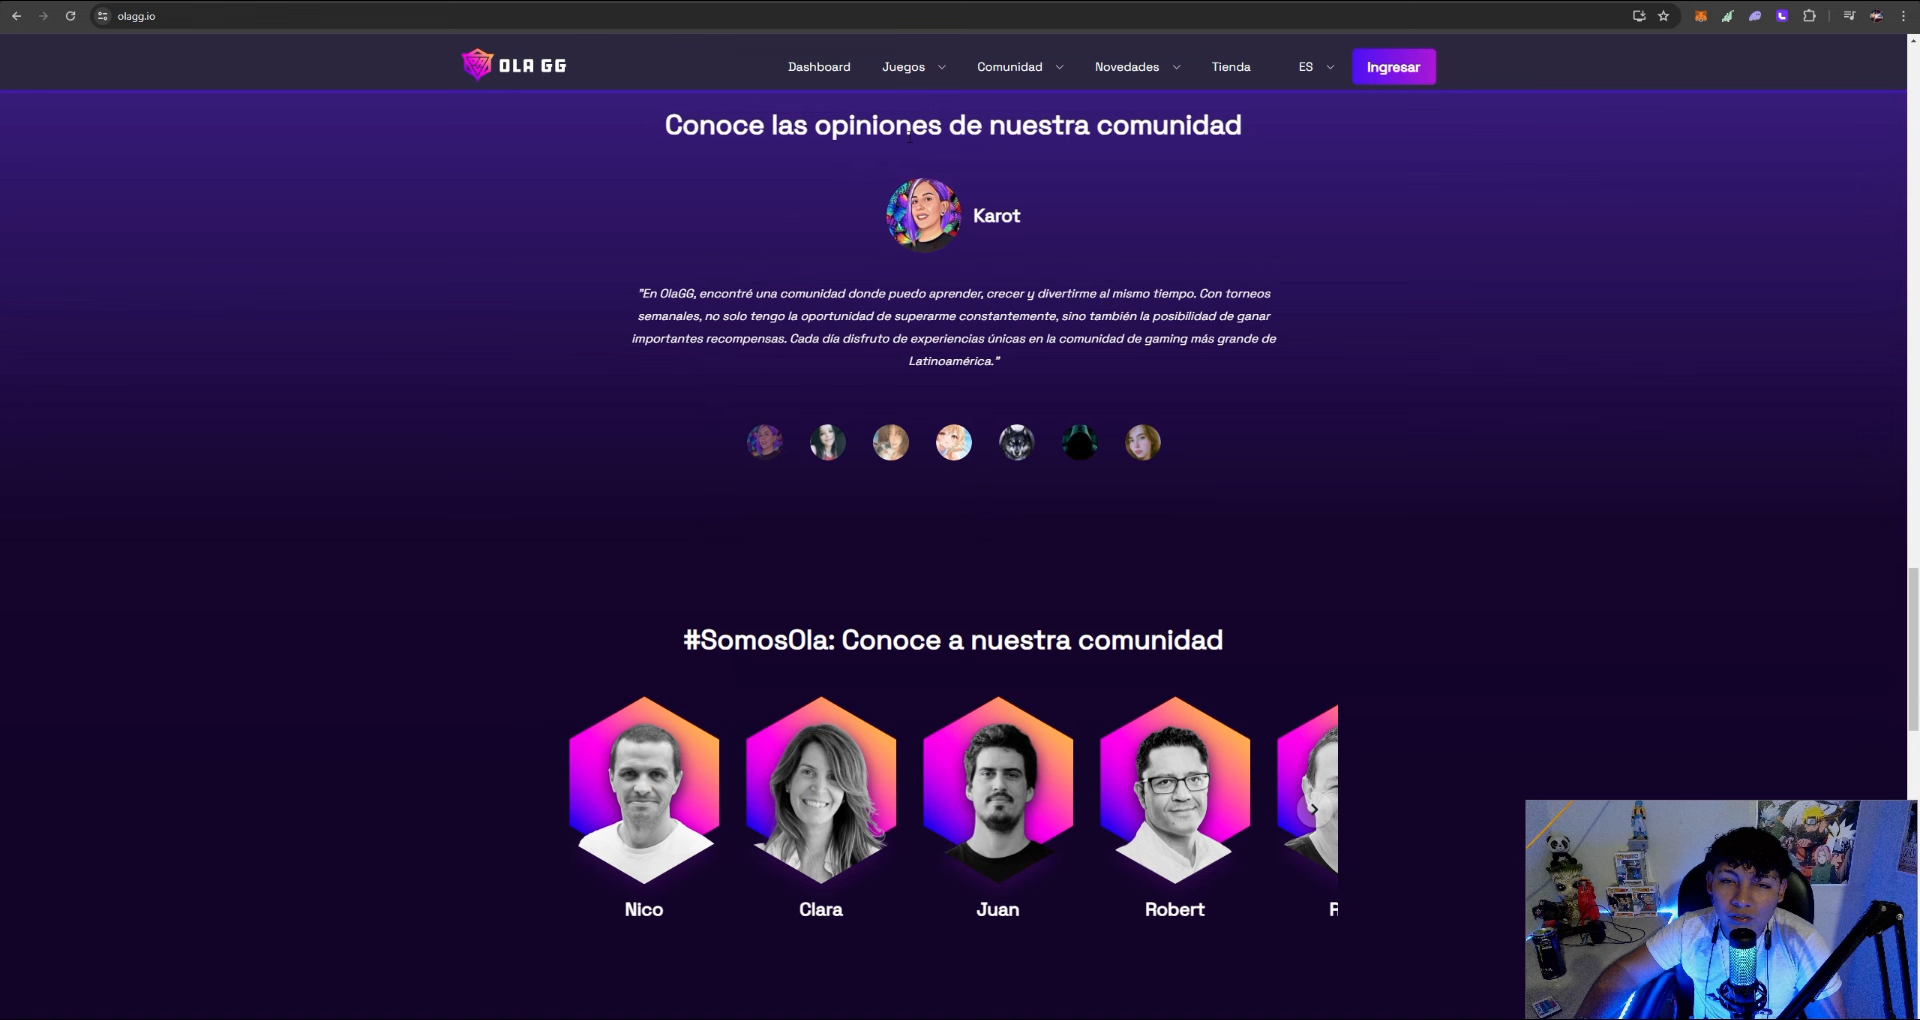 olagg.io
OLA GG
Dashboard
Juegos
Comunidad
Novedades
Tienda
ES
Ingresar
Conoce las opiniones de nuestra comunidad
Karot
"En OlaGG, encontré una comunidad donde puedo aprender, crecer y divertirme al mismo tiempo. Con torneos
semanales, no solo tengo la oportunidad de superarme constantemente, sino también la posibilidad de ganar
importantes recompensas. Cada día disfruto de experiencias únicas en la comunidad de gaming más grande de
Latinoamérica."
#SomosOla: Conoce a nuestra comunidad
Nico
Clara
Juan
Robert